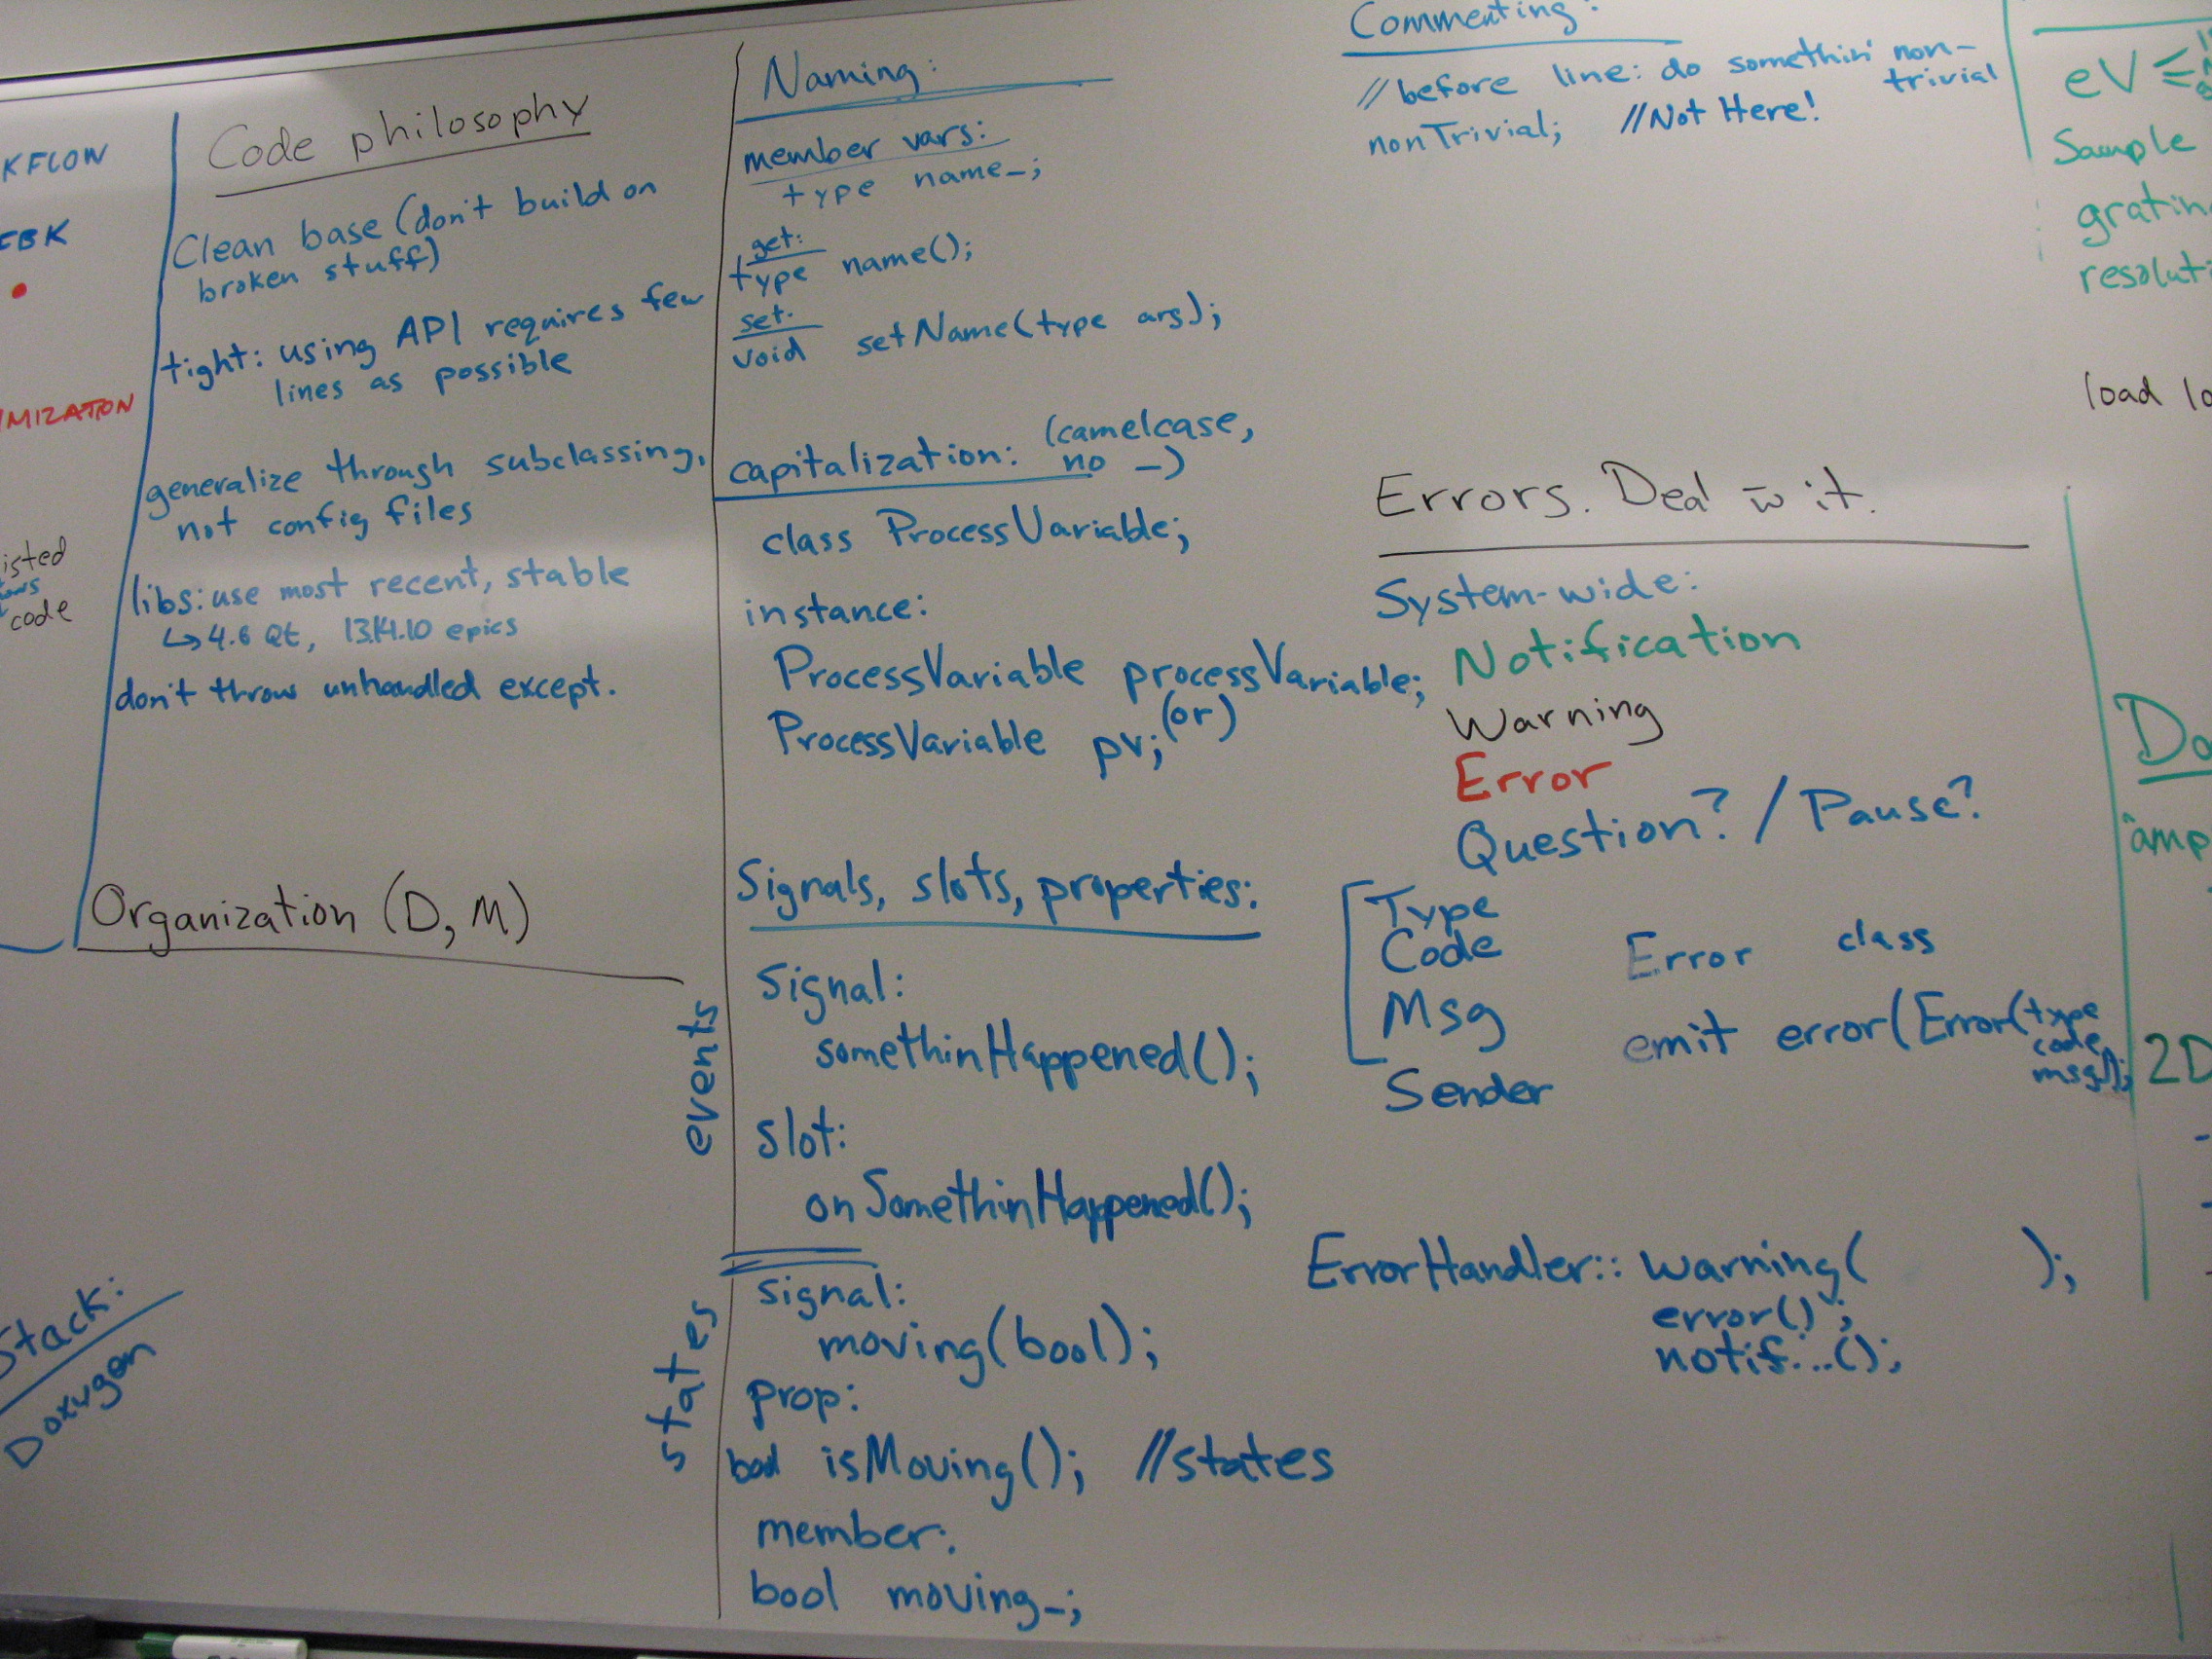 KFLOW
FBK
MIZATION
isted
code
Stack:
Doxygen
Code philosophy
Clean base (don't build on
broken stuff)
tight: using API requires few
lines as possible
generalize through subclassing,
not config files
libs: use most recent, stable
↳ 4.6 Qt, 13.14.10 epics
don't throw unhandled except.
Organization (D, M)
Naming:
member vars:
type name_;
get:
type name();
set:
void setName(type arg);
capitalization: (camelcase,
no _)
class ProcessVariable;
instance:
ProcessVariable processVariable;
(or)
ProcessVariable pv;
Signals, slots, properties:
events
signal:
somethinHappened();
slot:
onSomethinHappened();
states
signal:
moving(bool);
prop:
bool isMoving(); //states
member:
bool moving_;
Commenting:
//before line: do somethin' non-
trivial
nonTrivial; //Not Here!
Errors. Deal w̄ it.
System-wide:
Notification
Warning
Error
Question? / Pause?
Type
Code
Msg
Sender
Error class
emit error(Error(type
code,
msg));
ErrorHandler:: warning( );
error();
notif...();
eV ≤
Sample
gratin
resoluti
load lo
Da
amp
2D